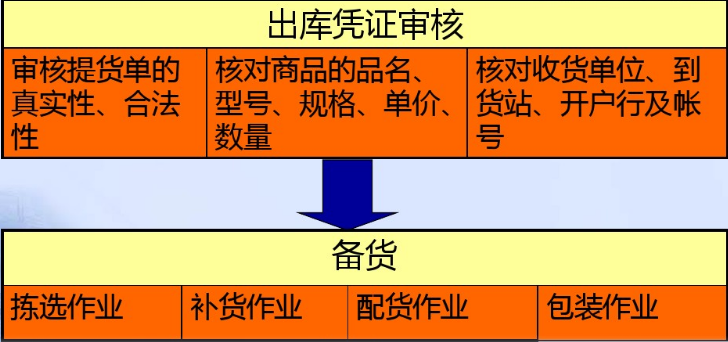 出库凭证审核
审核提货单的
真实性、合法
性
核对商品的品名、
型号、规格、单价、
数量
核对收货单位、到
货站、开户行及帐
号
备货
拣选作业
补货作业
配货作业
包装作业